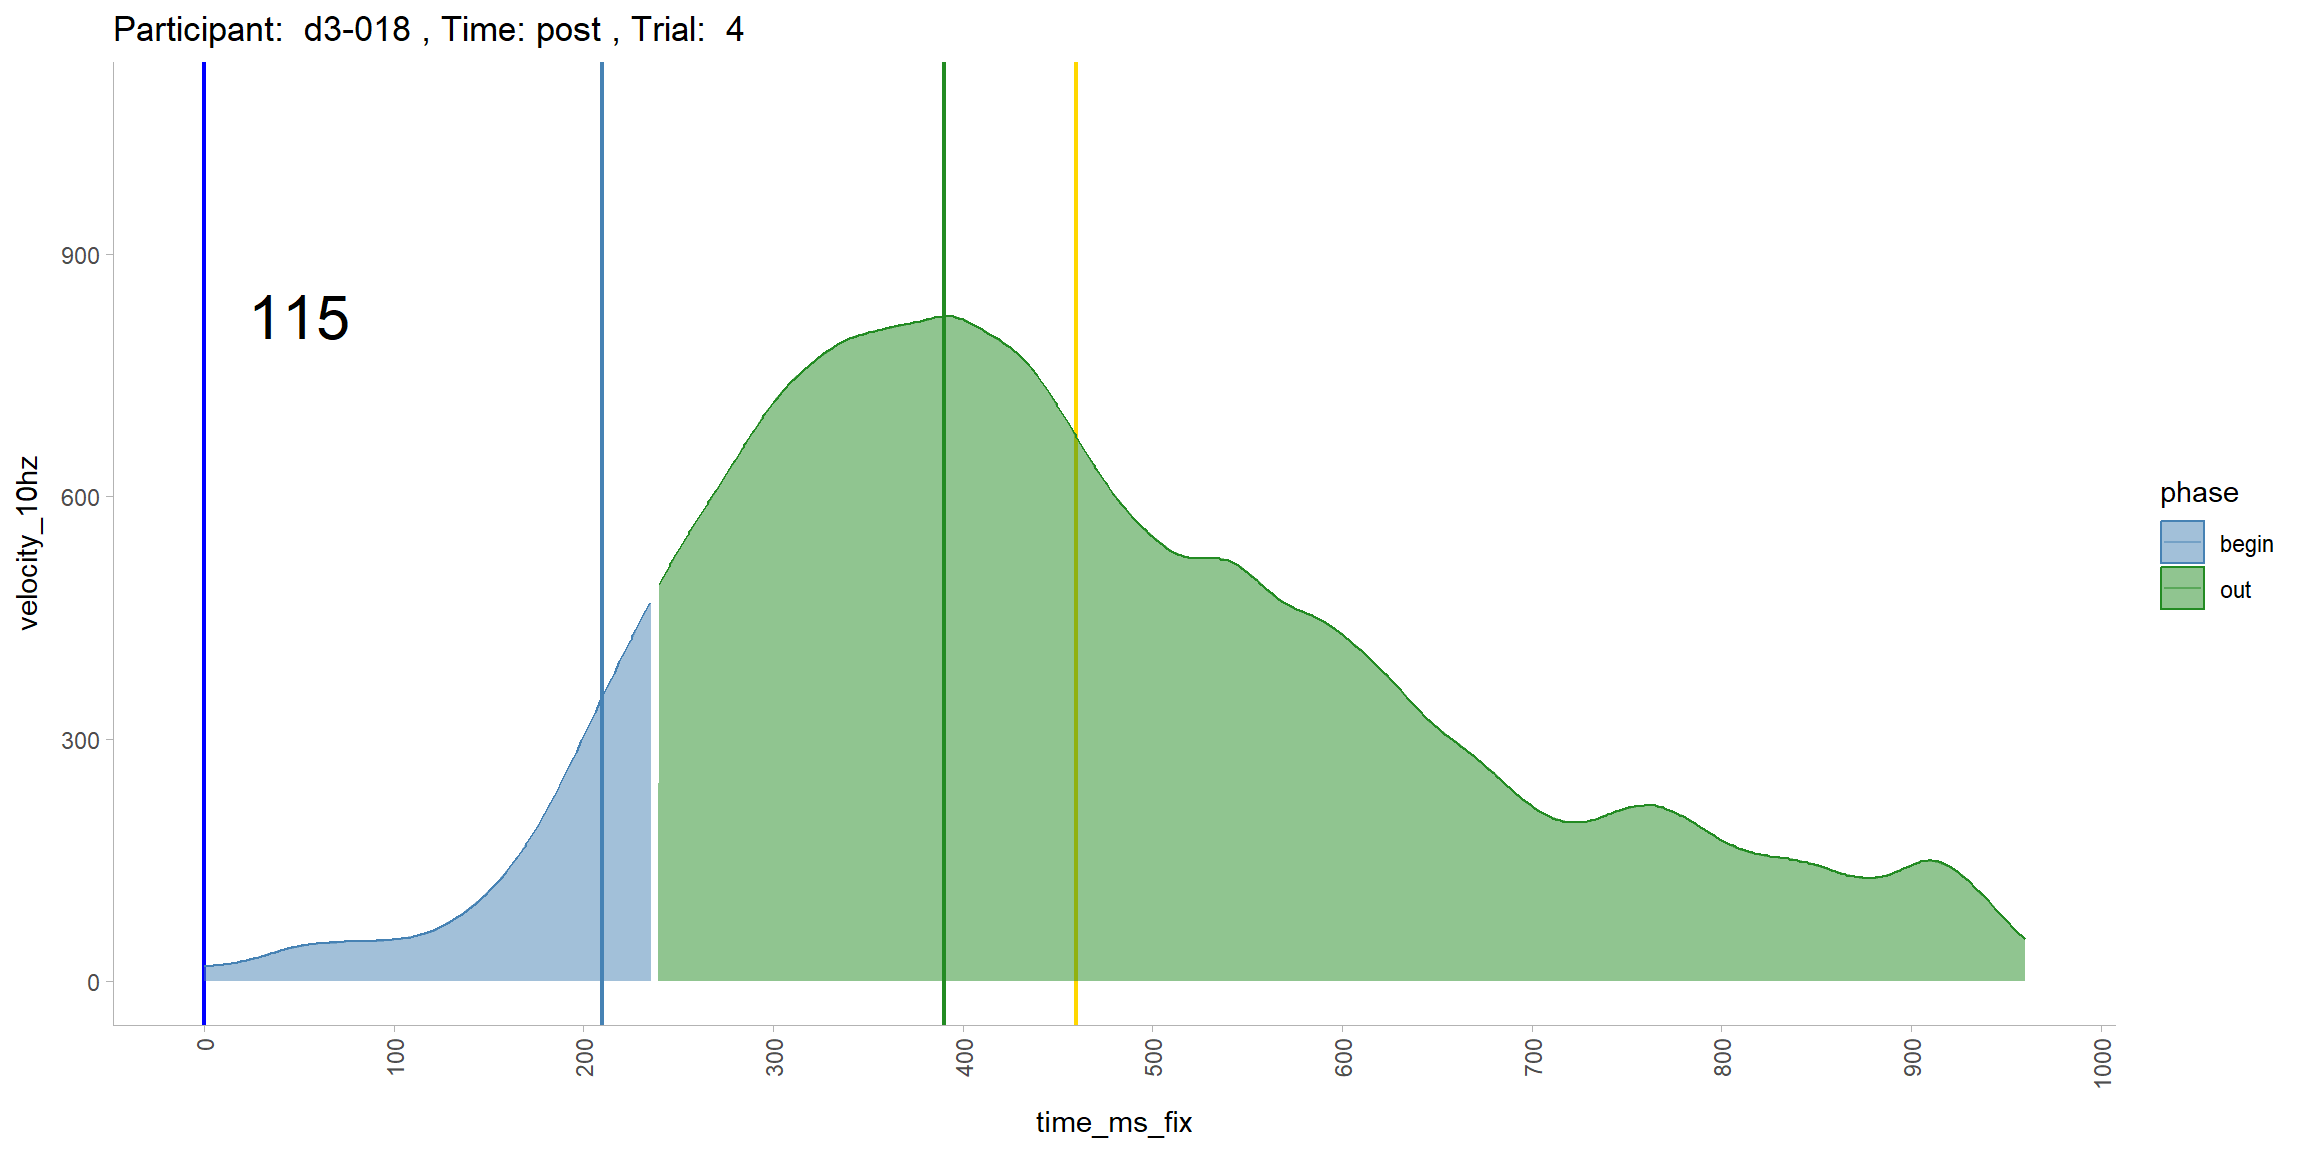 Participant:  d3-018 , Time: post , Trial:  4
900
115
600
300
0
velocity_10hz
0 100 200 300 400 500 600 700 800 900 1000
time_ms_fix
phase
begin
out